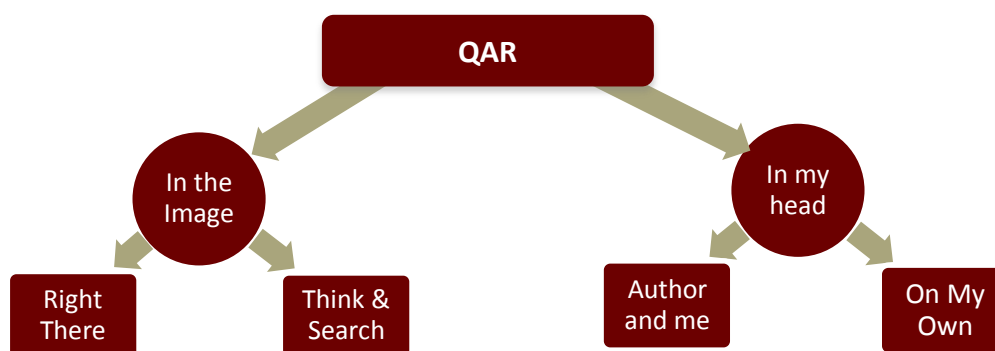 QAR
In the
Image
In my
head
Right
There
Think &
Search
Author
and me
On My
Own